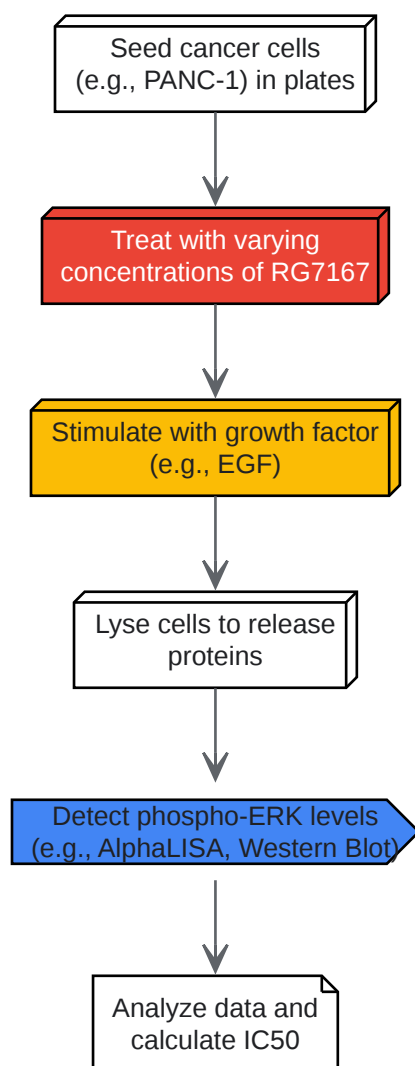 Seed cancer cells
(e.g., PANC-1) in plates
Treat with varying
concentrations of RG7167
Stimulate with growth factor
(e.g., EGF)
Lyse cells to release
proteins
Detect phospho-ERK levels
(e.g., AlphaLISA, Western Blot)
Analyze data and
calculate IC50